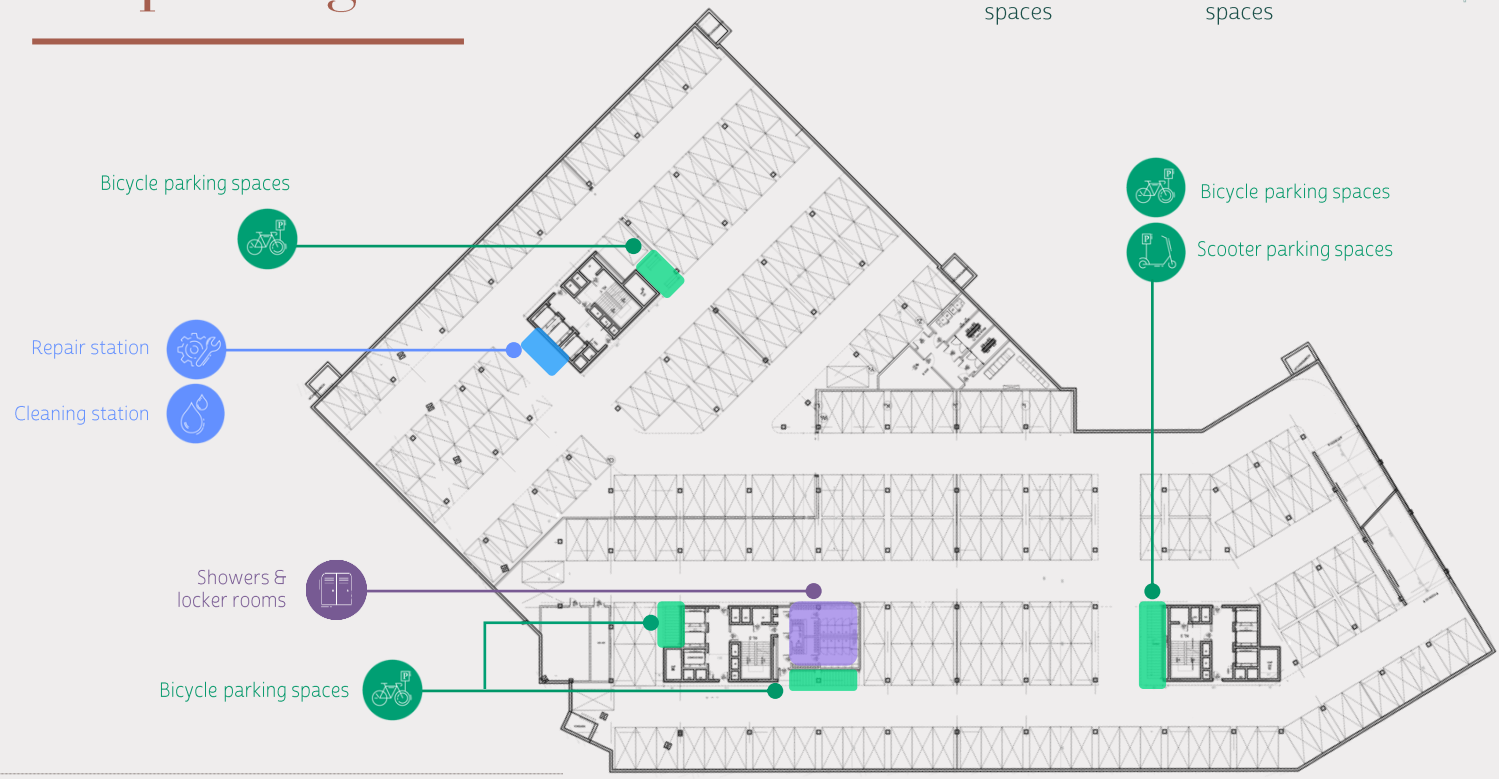 spaces
spaces
Bicycle parking spaces
Bicycle parking spaces
Scooter parking spaces
Repair station
Cleaning station
Showers &
locker rooms
Bicycle parking spaces